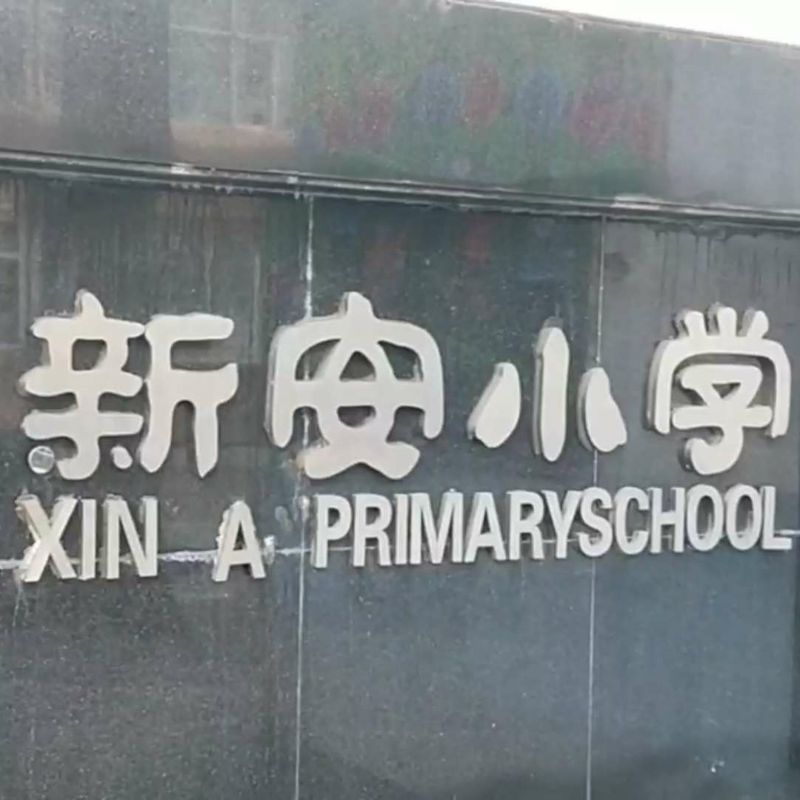 新安小学
XIN A PRIMARYSCHOOL